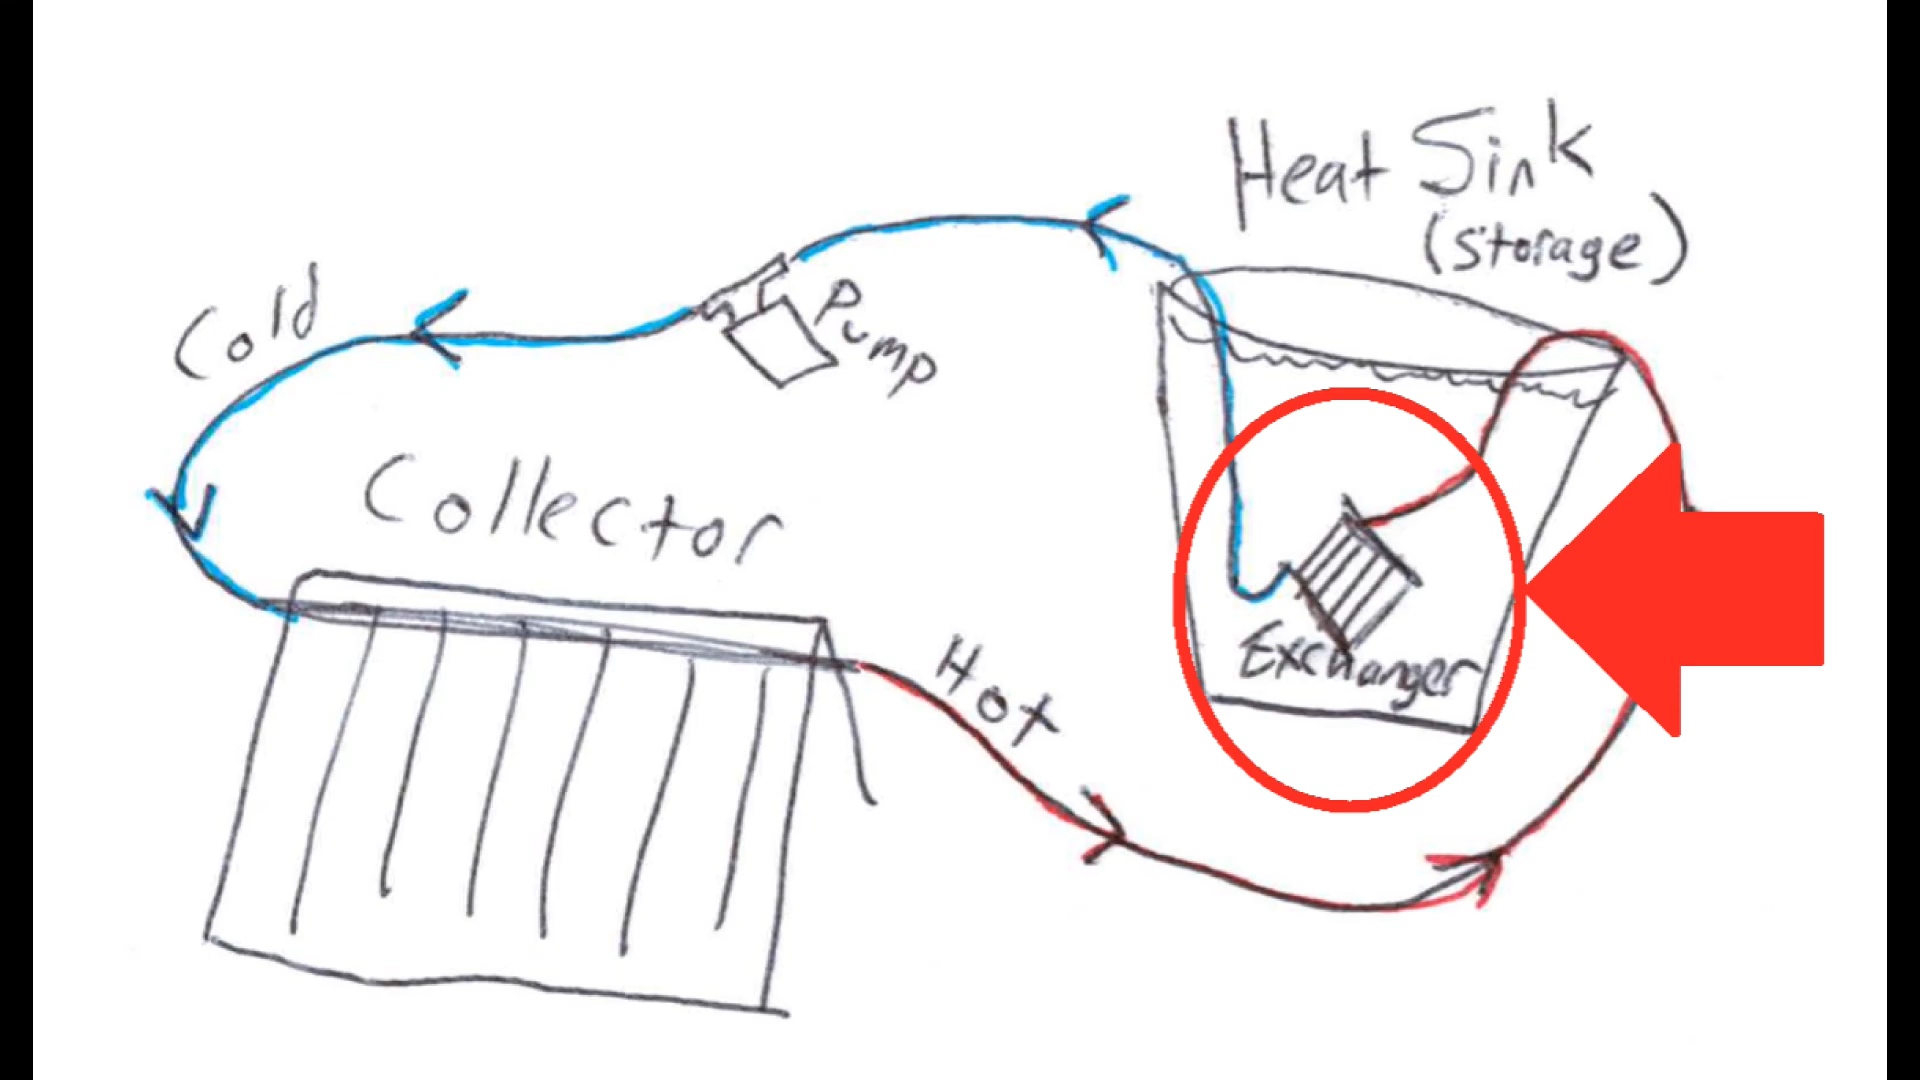 Heat Sink
(storage)
Cold
Pump
Collector
Exchanger
Hot